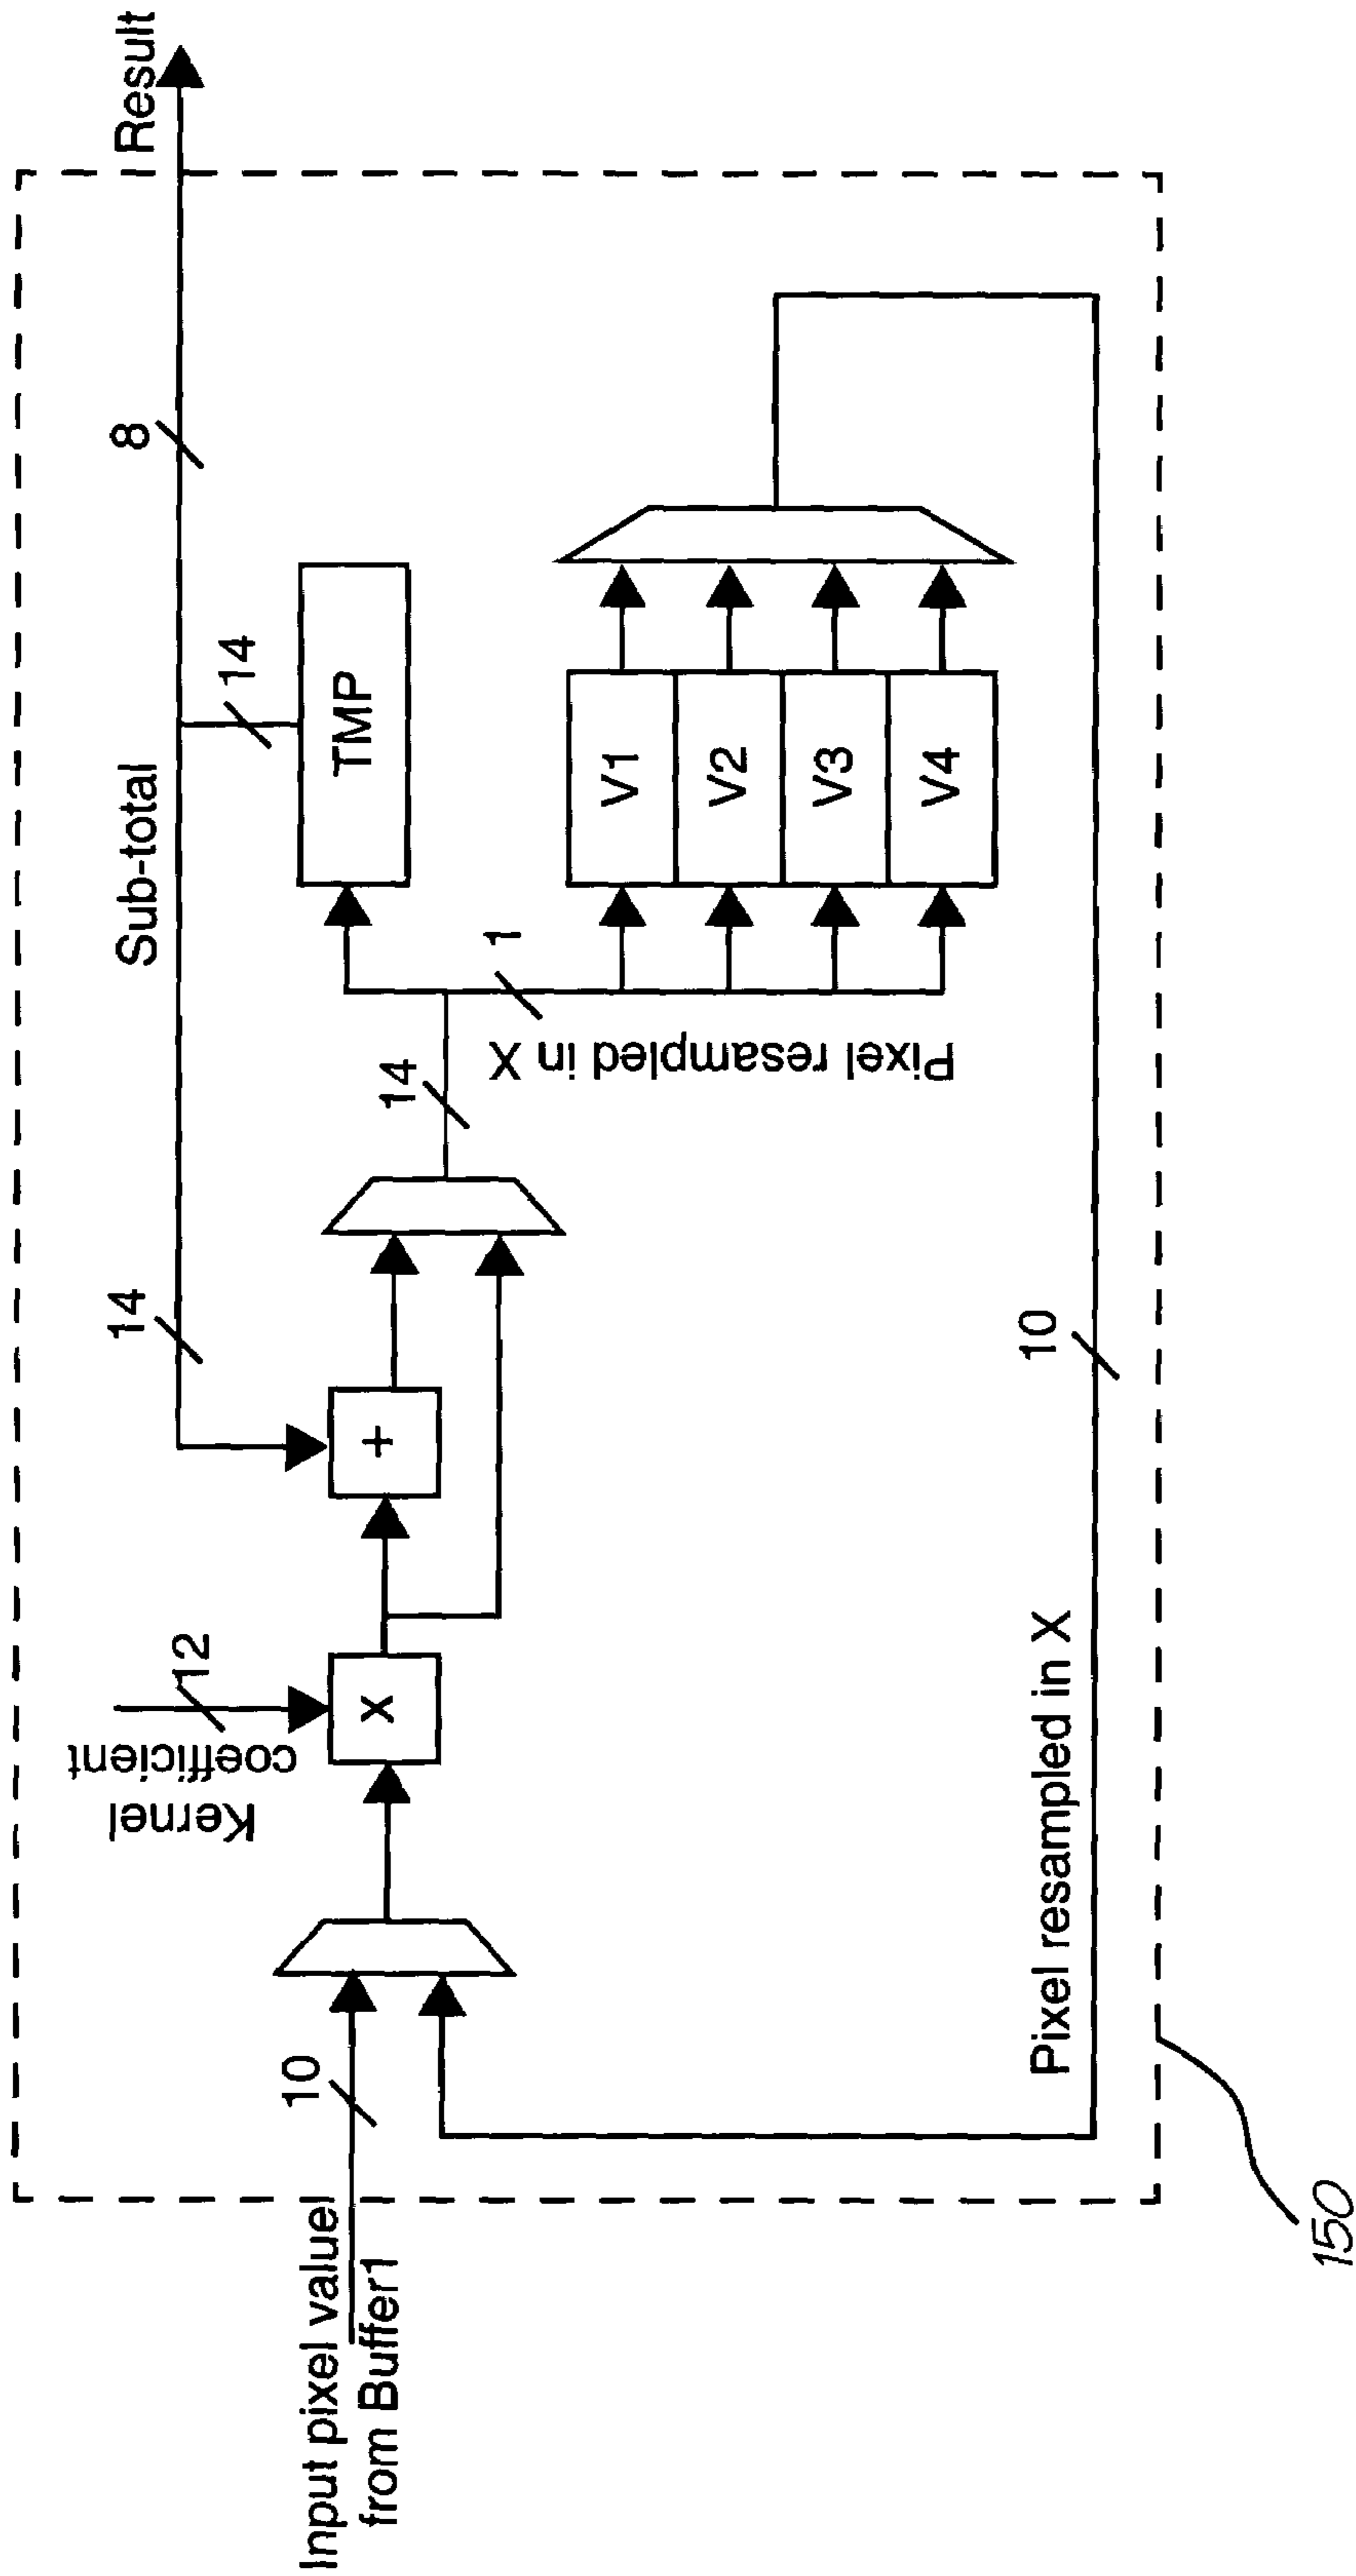 Result
8
14
Sub-total
14
TMP
V1
V2
V3
V4
1
Pixel resampled in X
14
+
12
Kernel
coefficient
X
10
10
Pixel resampled in X
Input pixel value
from Buffer1
150